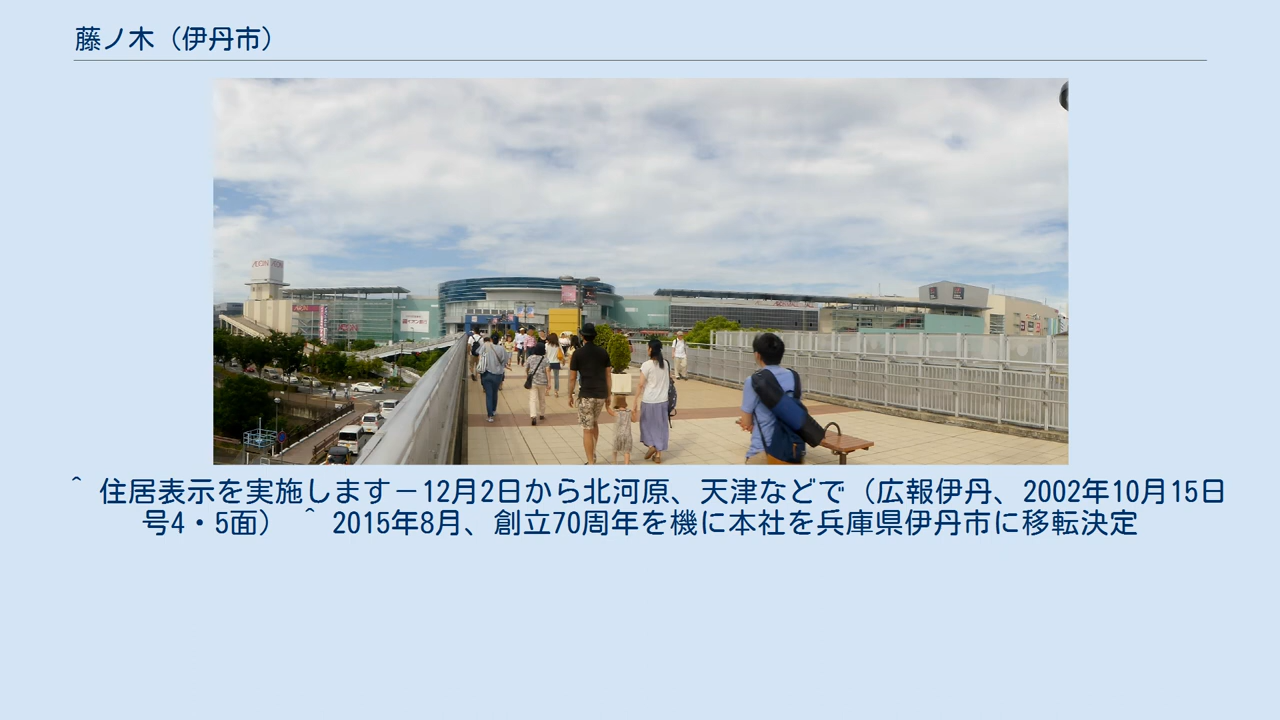 藤ノ木（伊丹市）
^ 住居表示を実施します－12月2日から北河原、天津などで（広報伊丹、2002年10月15日
号4・5面） ^ 2015年8月、創立70周年を機に本社を兵庫県伊丹市に移転決定